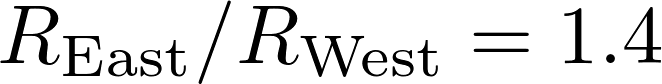 R_East/R_West = 1.4